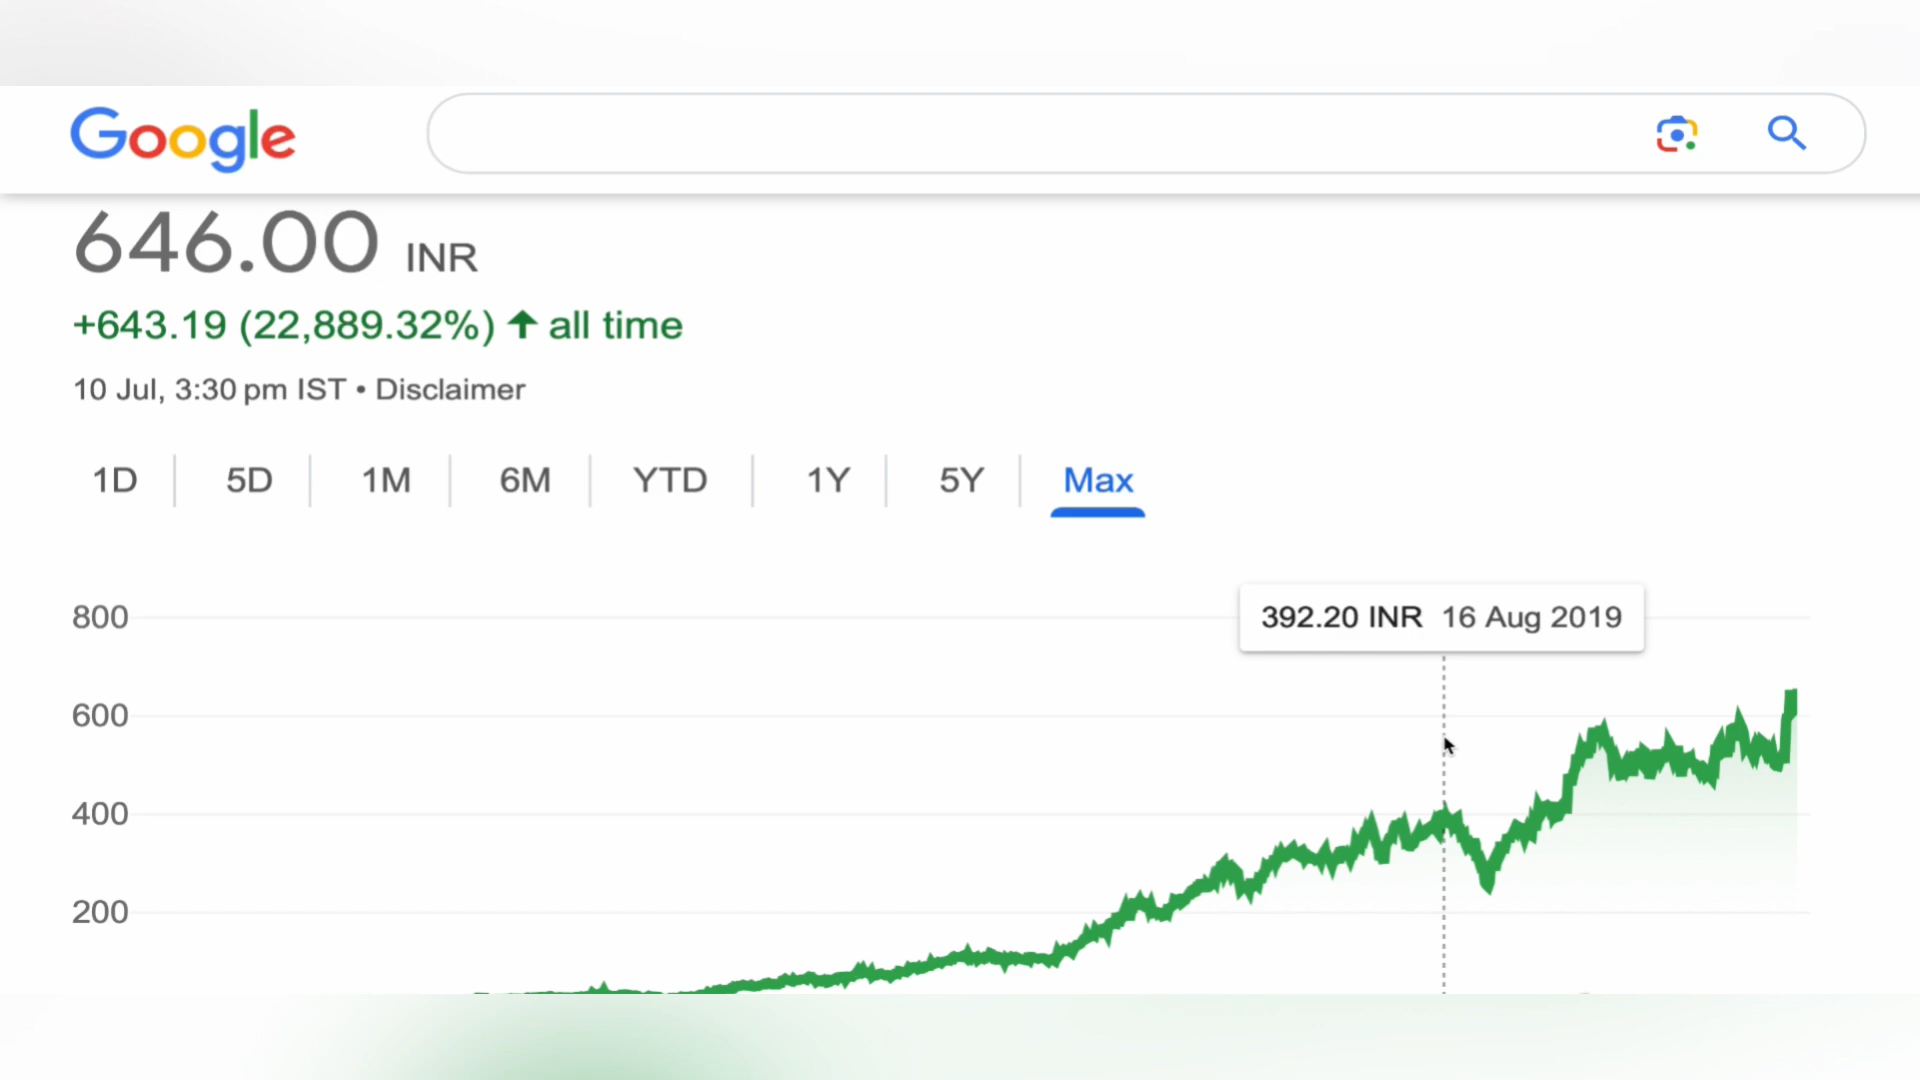 Google
646.00 INR
+643.19 (22,889.32%) ↑ all time
10 Jul, 3:30 pm IST • Disclaimer
1D 5D 1M 6M YTD 1Y 5Y Max
392.20 INR 16 Aug 2019
800
600
400
200